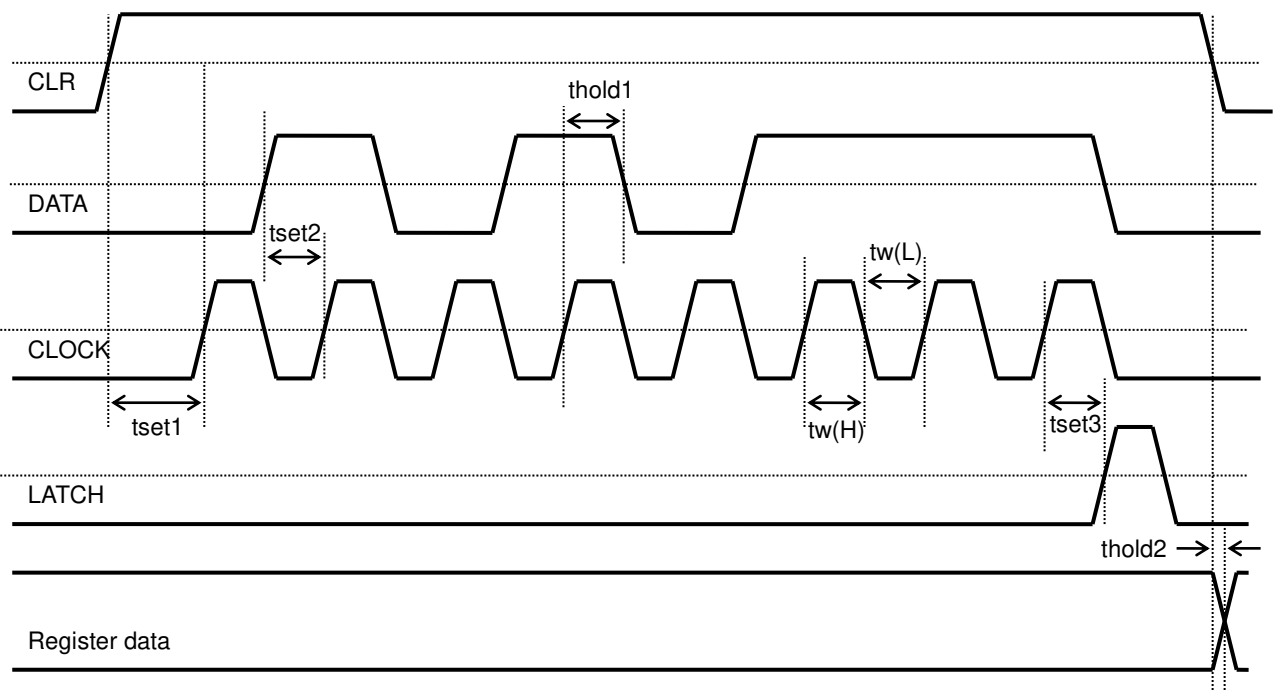 CLR
thold1
DATA
tset2
tw(L)
CLOCK
tset1
tw(H)
tset3
LATCH
thold2
Register data